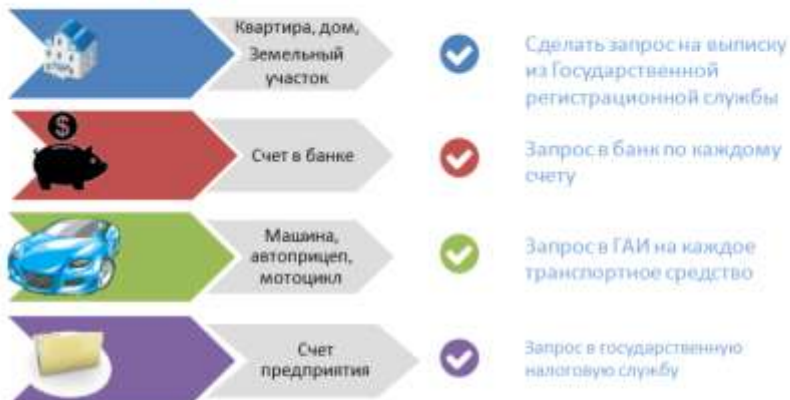 Квартира, дом,
Земельный
участок
Сделать запрос на выписку
из Государственной
регистрационной службы
$
Счет в банке
Запрос в банк по каждому
счету
Машина,
автоприцеп,
мотоцикл
Запрос в ГАИ на каждое
транспортное средство
Счет
предприятия
Запрос в государственную
налоговую службу